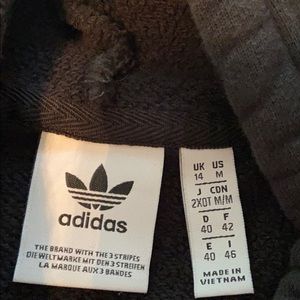 adidas
THE BRAND WITH THE 3 STRIPES
DIE WELTMARKE MIT DEN 3 STREIFEN
LA MARQUE AUX 3 BANDES
UK US
14 M
J CDN
2XOT M/M
D F
40 42
E I
40 46
MADE IN
VIETNAM